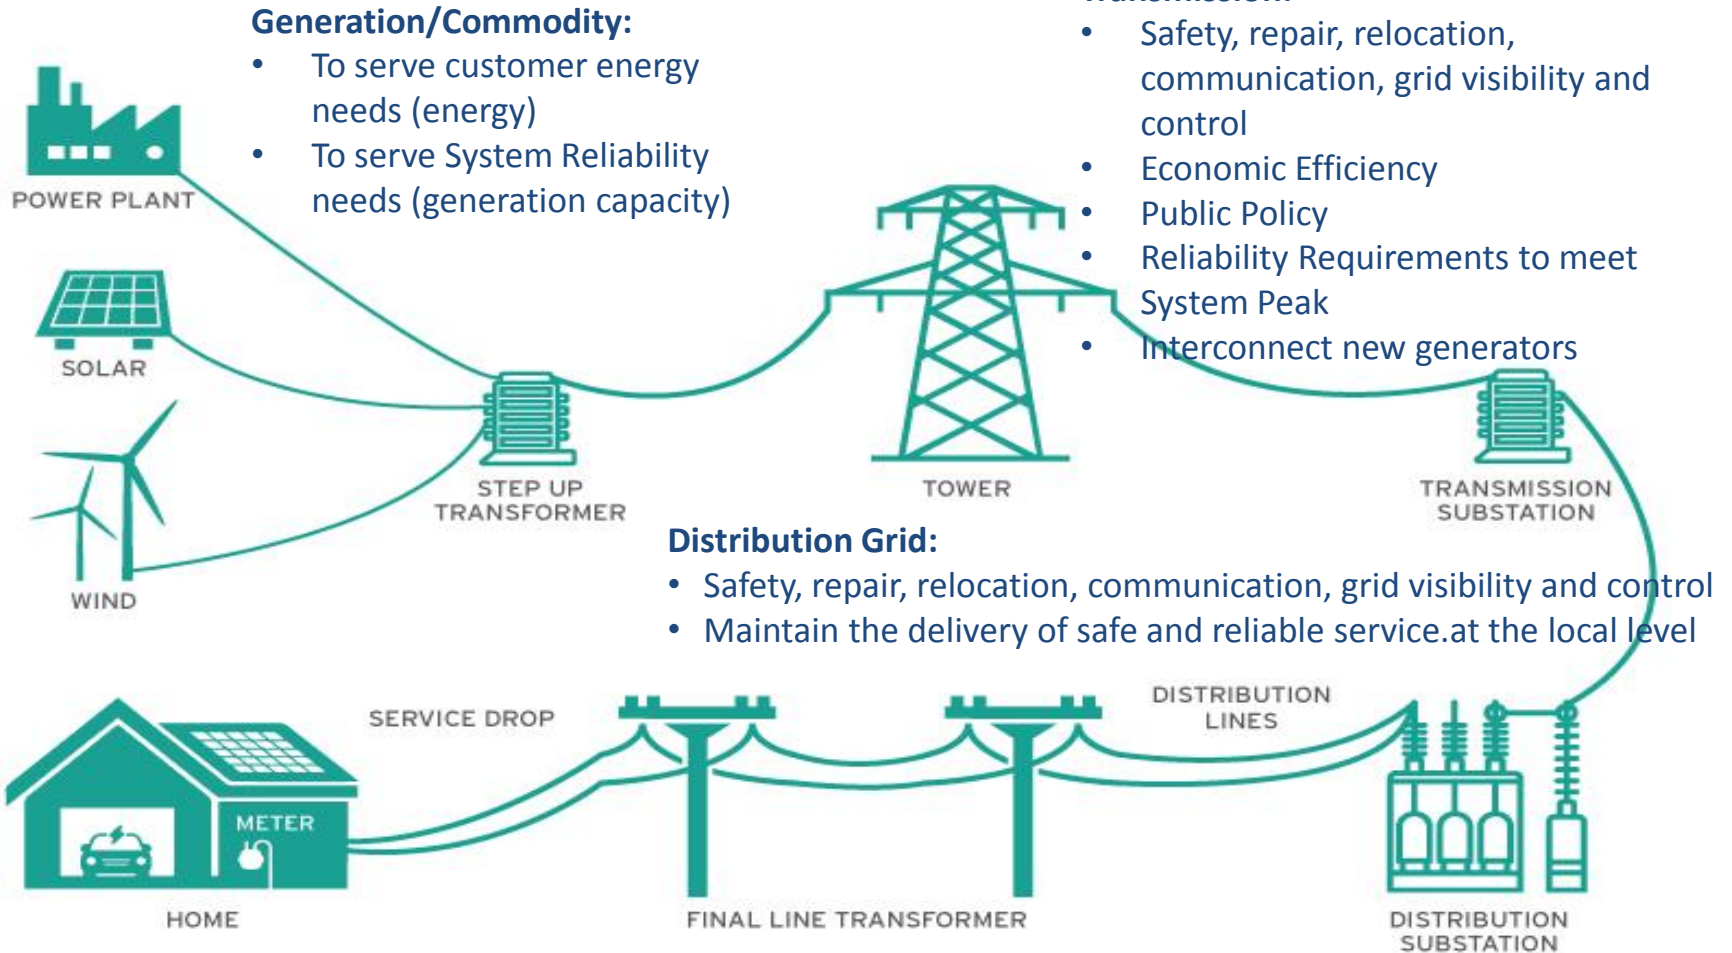 Generation/Commodity:
• To serve customer energy
needs (energy)
• To serve System Reliability
needs (generation capacity)
• Safety, repair, relocation,
communication, grid visibility and
control
• Economic Efficiency
• Public Policy
• Reliability Requirements to meet
System Peak
• Interconnect new generators
POWER PLANT
SOLAR
WIND
STEP UP
TRANSFORMER
TOWER
TRANSMISSION
SUBSTATION
Distribution Grid:
• Safety, repair, relocation, communication, grid visibility and control
• Maintain the delivery of safe and reliable service.at the local level
SERVICE DROP
DISTRIBUTION
LINES
METER
HOME
FINAL LINE TRANSFORMER
DISTRIBUTION
SUBSTATION